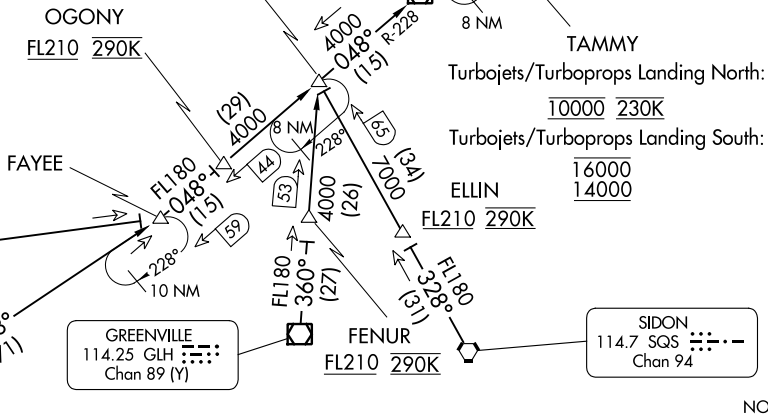 OGONY
FL210 290K
4000
048°
(15)
R-228
8 NM
TAMMY
Turbojets/Turboprops Landing North:
10000 230K
Turbojets/Turboprops Landing South:
16000
14000
(29)
4000
8 NM
228°
65
(34)
7000
FAYEE
FL180
048°
(15)
44
53
4000
(26)
59
228°
10 NM
ELLIN
FL210 290K
FL180
328°
(31)
FL180
360°
(27)
GREENVILLE
114.25 GLH
Chan 89 (Y)
FENUR
FL210 290K
SIDON
114.7 SQS
Chan 94
NO